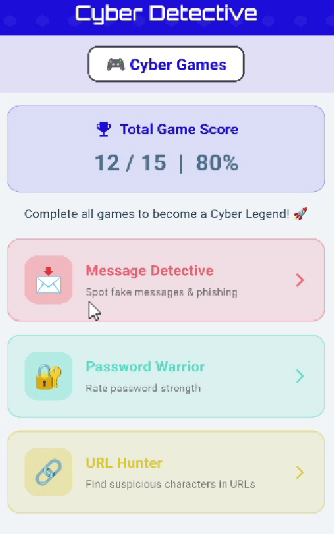 Cyber Detective
🎮 Cyber Games
🏆 Total Game Score
12 / 15 | 80%
Complete all games to become a Cyber Legend! 🚀
Message Detective
Spot fake messages & phishing
Password Warrior
Rate password strength
URL Hunter
Find suspicious characters in URLs